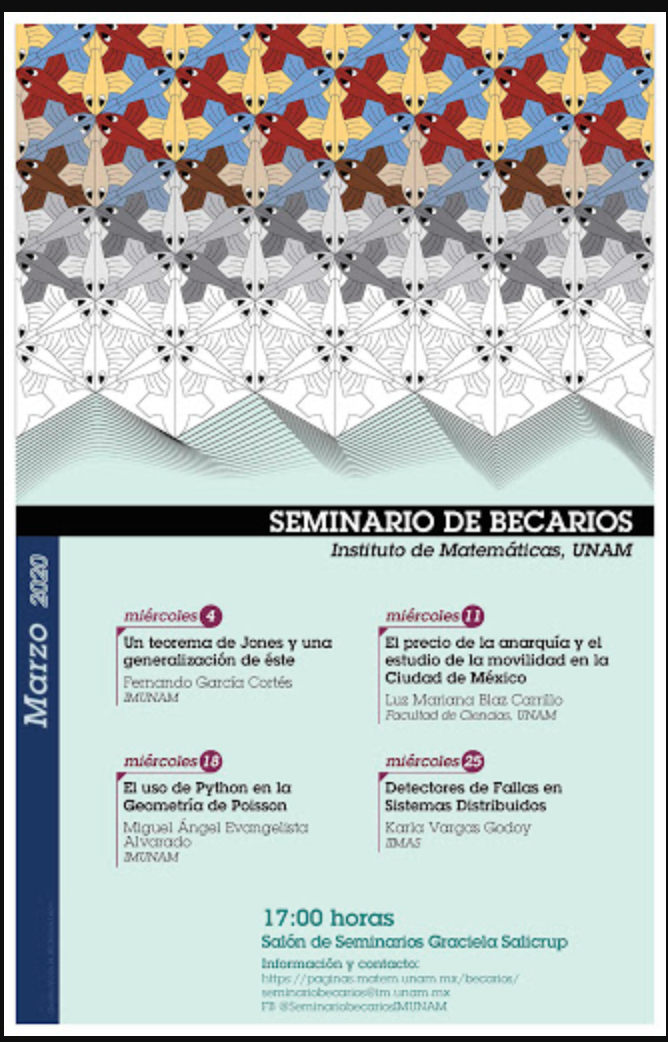 SEMINARIO DE BECARIOS
Instituto de Matemáticas, UNAM
Marzo 2020
miércoles 4
Un teorema de Jones y una
generalización de éste
Fernando García Cortés
IMUNAM
miércoles 11
El precio de la anarquía y el
estudio de la movilidad en la
Ciudad de México
Luz Mariana Blaz Carrillo
Facultad de Ciencias, UNAM
miércoles 18
El uso de Python en la
Geometría de Poisson
Miguel Ángel Evangelista
Alvarado
IMUNAM
miércoles 25
Detectores de Fallas en
Sistemas Distribuidos
Karla Vargas Godoy
IIMAS
17:00 horas
Salón de Seminarios Graciela Salicrup
Información y contacto:
https://paginas.matem.unam.mx/becarios/
seminariobecarios@im.unam.mx
FB @SeminariobecariosIMUNAM